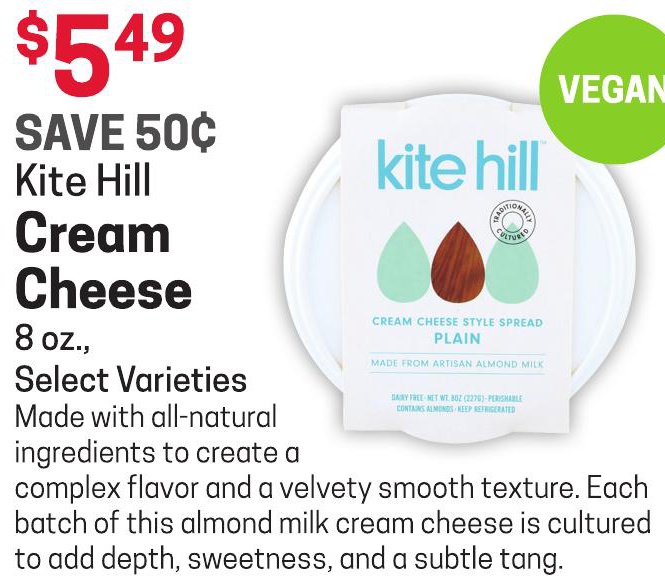 $5 49
SAVE 50¢
Kite Hill
Cream
Cheese
8 oz.,
Select Varieties
Made with all-natural
ingredients to create a
complex flavor and a velvety smooth texture. Each
batch of this almond milk cream cheese is cultured
to add depth, sweetness, and a subtle tang.
VEGAN
kite hill™
TRADITIONALLY
CULTURED
CREAM CHEESE STYLE SPREAD
PLAIN
MADE FROM ARTISAN ALMOND MILK
DAIRY FREE · NET WT. 8OZ (227G) · PERISHABLE
CONTAINS ALMONDS · KEEP REFRIGERATED